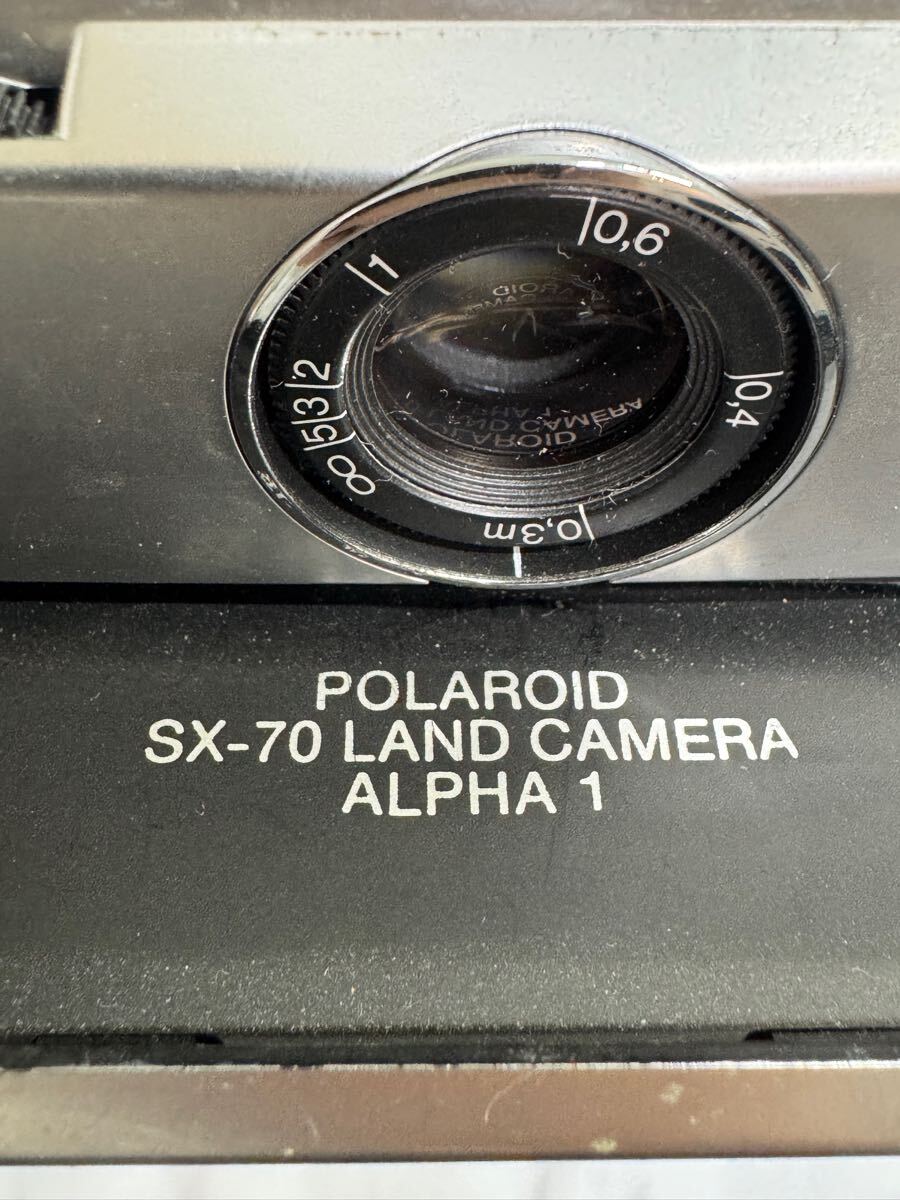 0,6
1
2
3
5
∞
0,4
0,3m
POLAROID
SX-70 LAND CAMERA
ALPHA 1